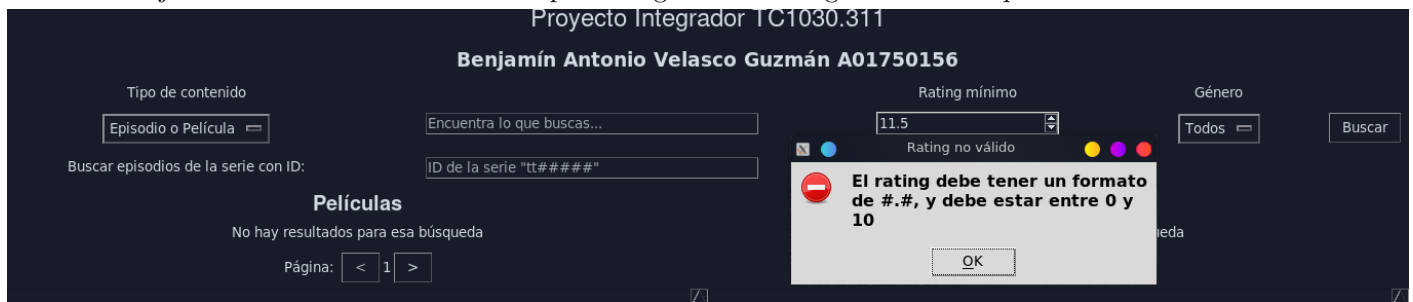 Proyecto Integrador TC1030.311
Benjamín Antonio Velasco Guzmán A01750156
Tipo de contenido
Rating mínimo
Género
Episodio o Película
Encuentra lo que buscas...
11.5
Todos
Buscar
Rating no válido
Buscar episodios de la serie con ID:
ID de la serie "tt#####"
El rating debe tener un formato
de #.#, y debe estar entre 0 y
10
OK
Películas
No hay resultados para esa búsqueda
Página: < 1 >